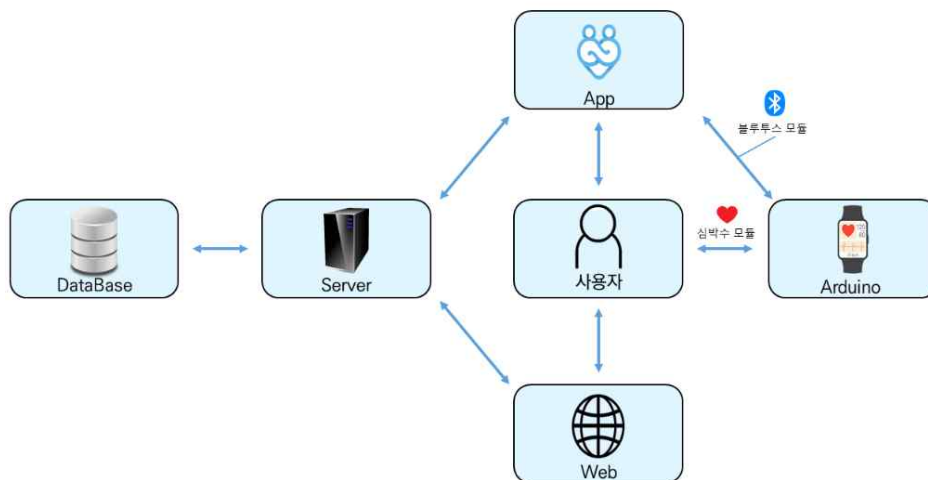 App
블루투스 모듈
심박수 모듈
DataBase
Server
사용자
Arduino
Web